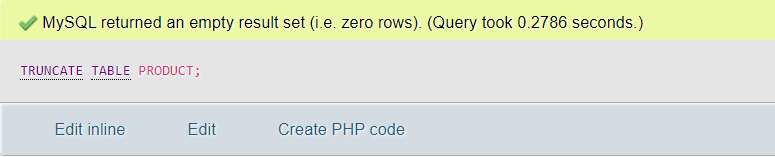 MySQL returned an empty result set (i.e. zero rows). (Query took 0.2786 seconds.)
TRUNCATE TABLE PRODUCT;
Edit inline Edit Create PHP code